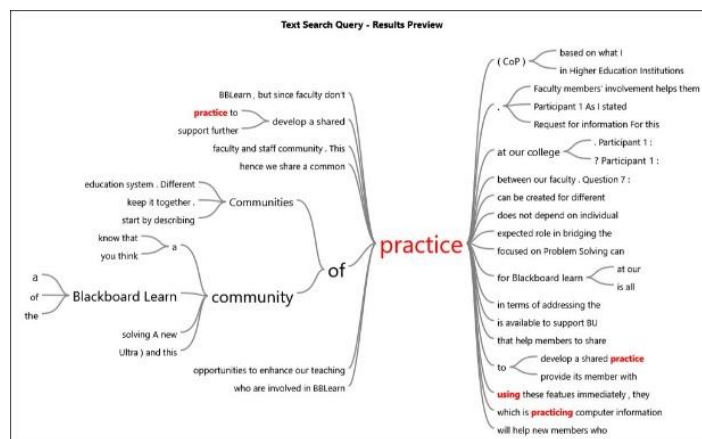 Text Search Query - Results Preview
BBLearn , but since faculty don't
practice to
support further
develop a shared
faculty and staff community . This
hence we share a common
education system . Different
keep it together .
start by describing
Communities
know that
you think
a
a
of
the
Blackboard Learn
community
solving A new
Ultra ) and this
of
opportunities to enhance our teaching
who are involved in BBLearn
practice
( CoP )
based on what I
in Higher Education Institutions
.
Faculty members' involvement helps them
Participant 1 As I stated
Request for information For this
at our college
. Participant 1 :
? Participant 1 :
between our faculty . Question 7 :
can be created for different
does not depend on individual
expected role in bridging the
focused on Problem Solving can
for Blackboard learn
at our
is all
in terms of addressing the
is available to support BU
that help members to share
to
develop a shared practice
provide its member with
using these featues immediately , they
which is practicing computer information
will help new members who